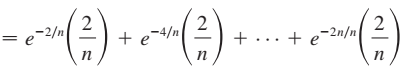 = e^{-2/n}(2/n) + e^{-4/n}(2/n) + ··· + e^{-2n/n}(2/n)